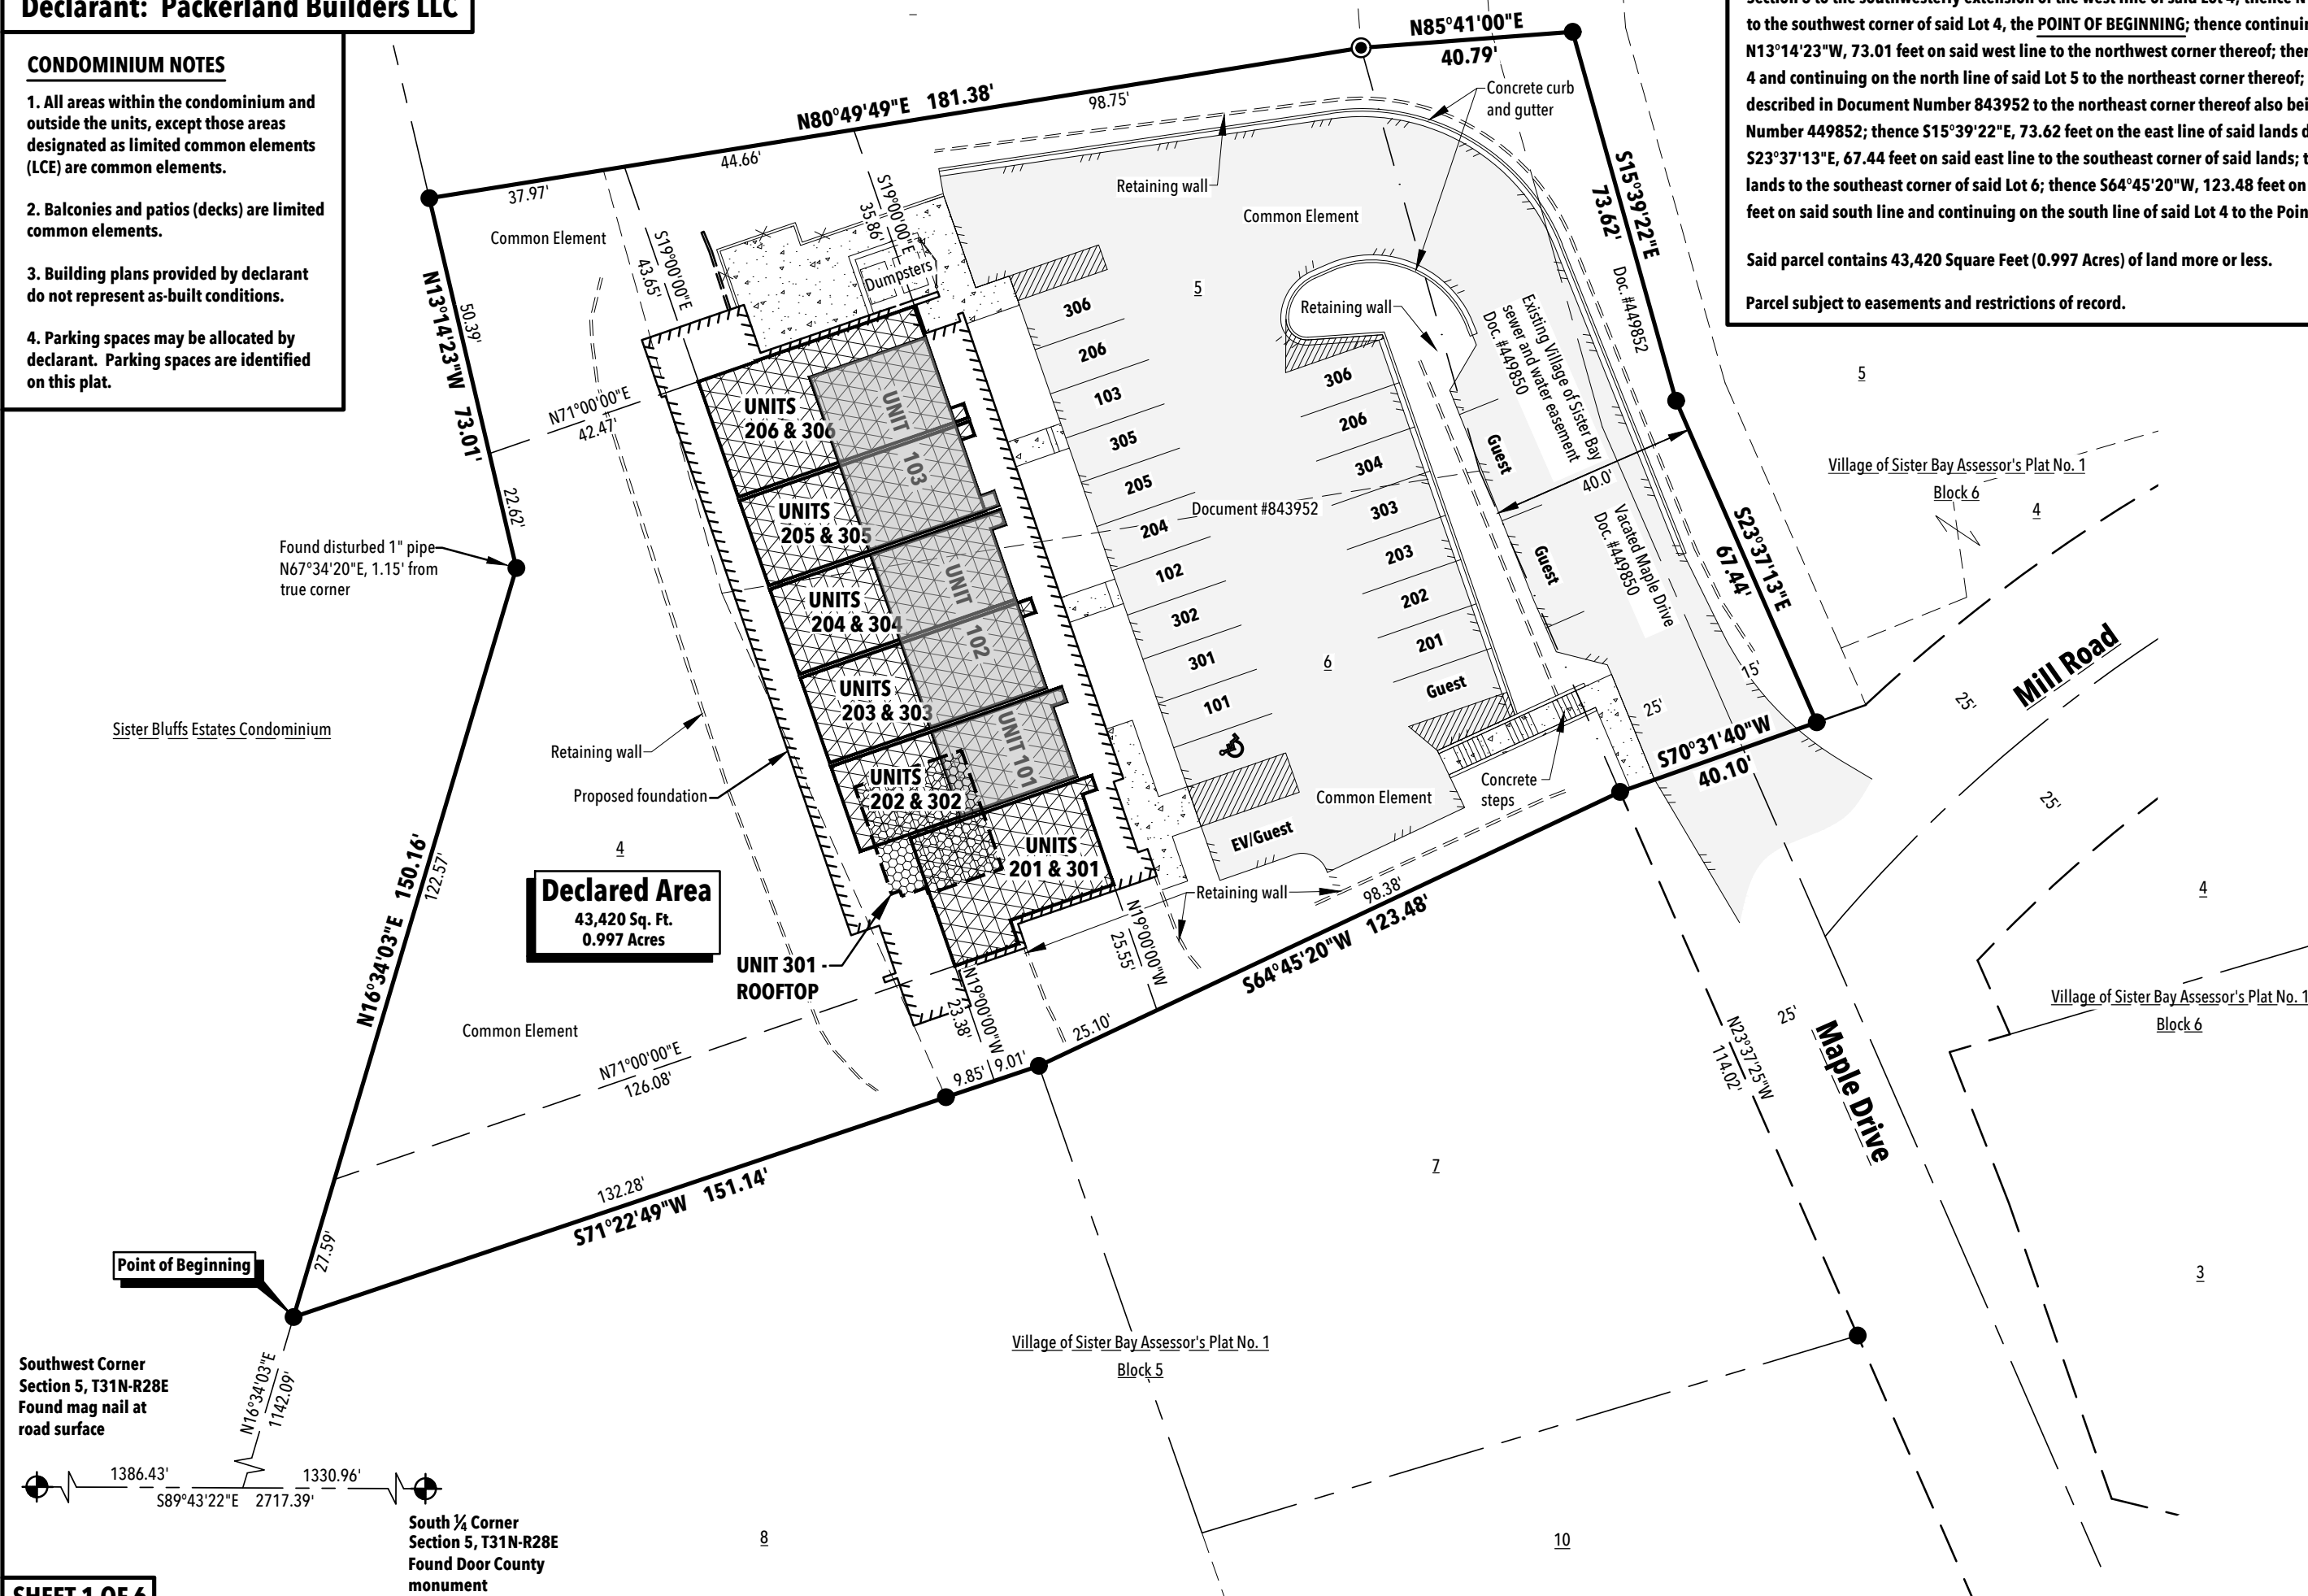 Declarant: Packerland Builders LLC
CONDOMINIUM NOTES
1. All areas within the condominium and
outside the units, except those areas
designated as limited common elements
(LCE) are common elements.
2. Balconies and patios (decks) are limited
common elements.
3. Building plans provided by declarant
do not represent as-built conditions.
4. Parking spaces may be allocated by
declarant. Parking spaces are identified
on this plat.
to the southwest corner of said Lot 4, the POINT OF BEGINNING; thence continui
N13°14'23"W, 73.01 feet on said west line to the northwest corner thereof; ther
4 and continuing on the north line of said Lot 5 to the northeast corner thereof;
described in Document Number 843952 to the northeast corner thereof also bei
Number 449852; thence S15°39'22"E, 73.62 feet on the east line of said lands d
S23°37'13"E, 67.44 feet on said east line to the southeast corner of said lands; t
lands to the southeast corner of said Lot 6; thence S64°45'20"W, 123.48 feet on
feet on said south line and continuing on the south line of said Lot 4 to the Poin
Said parcel contains 43,420 Square Feet (0.997 Acres) of land more or less.
Parcel subject to easements and restrictions of record.
N80°49'49"E 181.38'
98.75'
44.66'
37.97'
N85°41'00"E
40.79'
Concrete curb
and gutter
Retaining wall
Common Element
Common Element
S19°00'00"E
43.65'
S19°00'00"E
35.86'
Dumpsters
S15°39'22"E
73.62'
Doc. #449852
Retaining wall
5
5
Existing Village of Sister Bay
sewer and water easement
Doc. #449850
N13°14'23"W 73.01'
50.39'
22.62'
N71°00'00"E
42.47'
UNITS
206 & 306
UNIT
103
UNITS
205 & 305
UNITS
204 & 304
UNIT
102
UNITS
203 & 303
UNITS
202 & 302
UNIT 101
UNITS
201 & 301
306
206
103
305
205
204
102
302
301
101
EV/Guest
306
206
304
303
203
202
201
Guest
Guest
Guest
Document #843952
40.0'
Vacated Maple Drive
Doc. #449850
6
Village of Sister Bay Assessor's Plat No. 1
Block 6
4
S23°37'13"E
67.44'
15'
25'
S70°31'40"W
40.10'
Mill Road
25'
25'
Found disturbed 1" pipe
N67°34'20"E, 1.15' from
true corner
Sister Bluffs Estates Condominium
Retaining wall
Proposed foundation
4
Declared Area
43,420 Sq. Ft.
0.997 Acres
UNIT 301 -
ROOFTOP
Common Element
Concrete
steps
Retaining wall
98.38'
S64°45'20"W 123.48'
N19°00'00"W
25.55'
N19°00'00"W
23.38'
25.10'
9.01'
9.85'
N16°34'03"E 150.16'
122.57'
27.59'
Common Element
N71°00'00"E
126.08'
132.28'
S71°22'49"W 151.14'
4
Village of Sister Bay Assessor's Plat No. 1
Block 6
25'
Maple Drive
N23°37'25"W
114.02'
7
3
Point of Beginning
Village of Sister Bay Assessor's Plat No. 1
Block 5
Southwest Corner
Section 5, T31N-R28E
Found mag nail at
road surface
N16°34'03"E
1142.09'
1386.43'
1330.96'
S89°43'22"E 2717.39'
South ¼ Corner
Section 5, T31N-R28E
Found Door County
monument
8
10
SHEET 1 OF 6